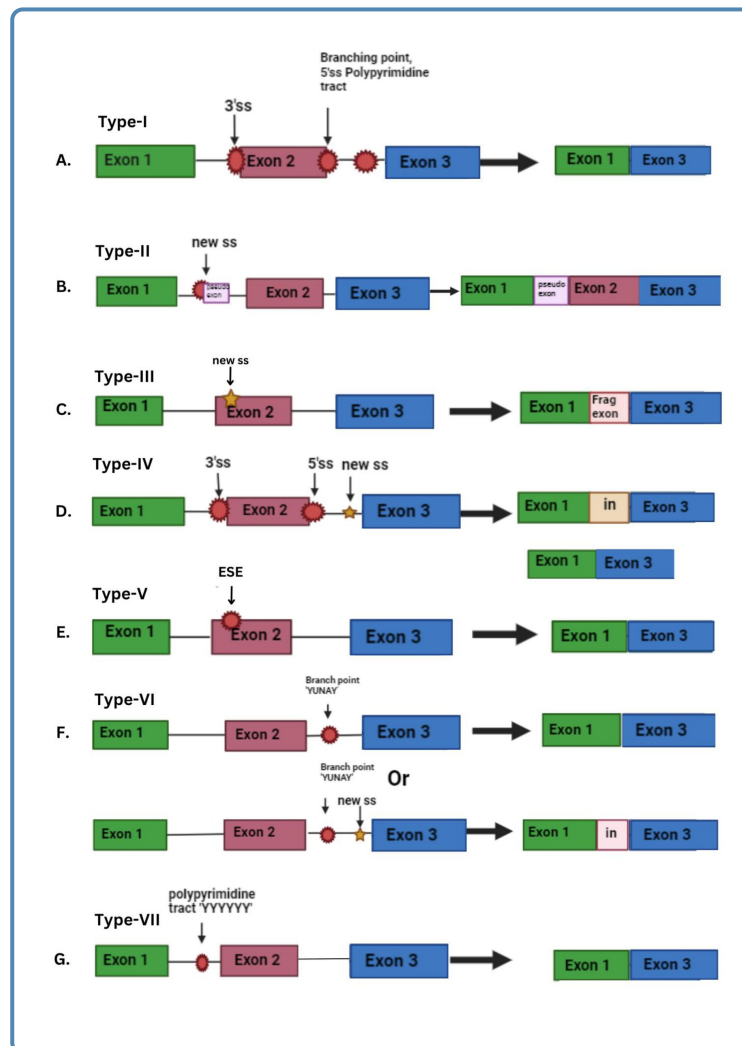 Branching point,
5'ss Polypyrimidine
tract
3'ss
Type-I
A.
Exon 1
Exon 2
Exon 3
Exon 1
Exon 3
Type-II
new ss
B.
Exon 1
pseudo
exon
Exon 2
Exon 3
Exon 1
pseudo
exon
Exon 2
Exon 3
Type-III
new ss
C.
Exon 1
Exon 2
Exon 3
Exon 1
Frag
exon
Exon 3
Type-IV
3'ss
5'ss
new ss
D.
Exon 1
Exon 2
Exon 3
Exon 1
in
Exon 3
Exon 1
Exon 3
Type-V
ESE
E.
Exon 1
Exon 2
Exon 3
Exon 1
Exon 3
Type-VI
Branch point
'YUNAY'
F.
Exon 1
Exon 2
Exon 3
Exon 1
Exon 3
Or
Branch point
'YUNAY'
new ss
Exon 1
Exon 2
Exon 3
Exon 1
in
Exon 3
Type-VII
polypyrimidine
tract 'YYYYYY'
G.
Exon 1
Exon 2
Exon 3
Exon 1
Exon 3